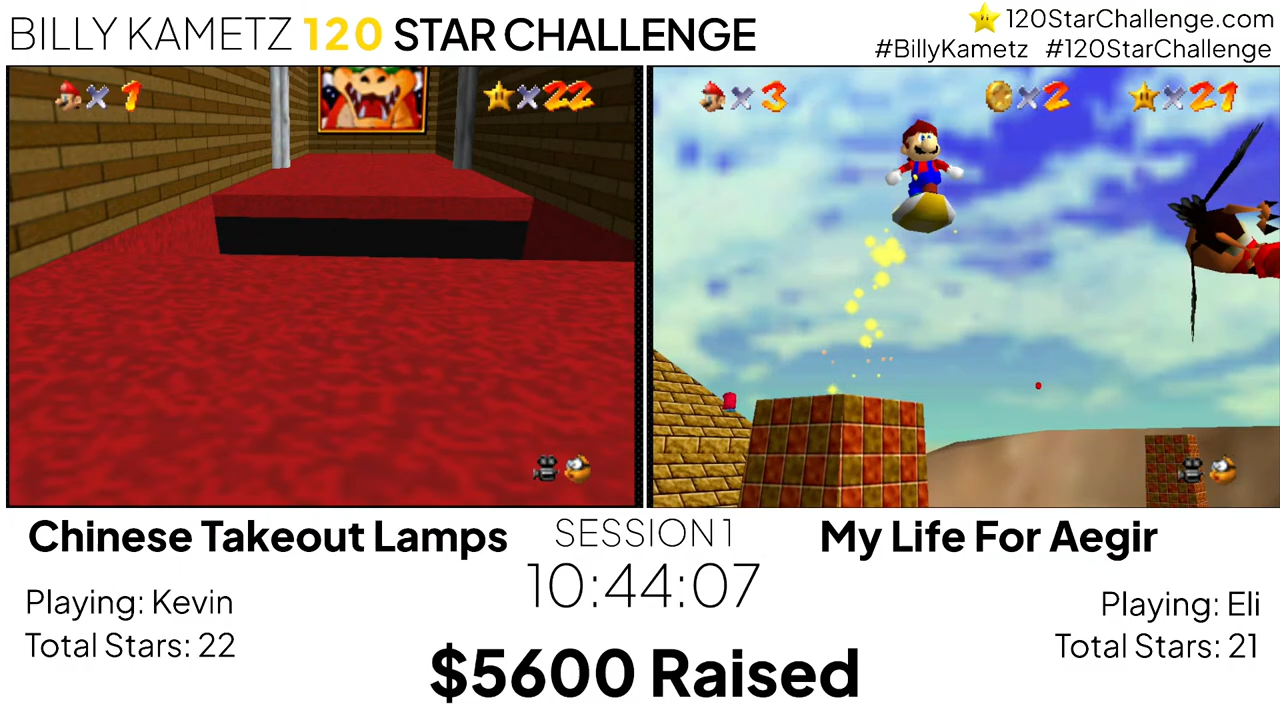 BILLY KAMETZ 120 STAR CHALLENGE
120StarChallenge.com
#BillyKametz #120StarChallenge
× 1
× 22
× 3
× 2
× 21
Chinese Takeout Lamps
SESSION 1
My Life For Aegir
10:44:07
Playing: Kevin
Total Stars: 22
Playing: Eli
Total Stars: 21
$5600 Raised